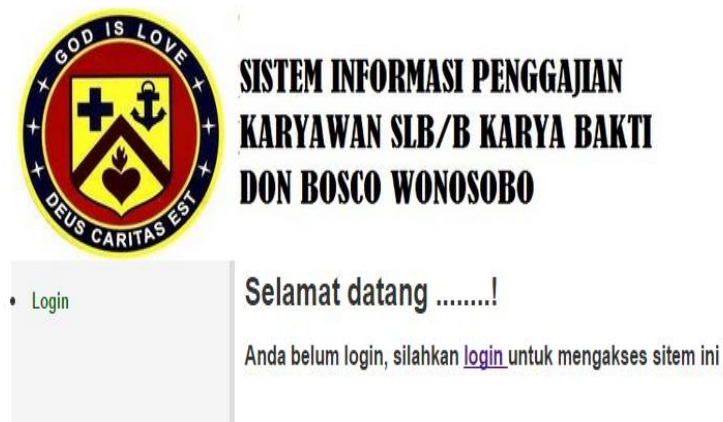 GOD IS LOVE
DEUS CARITAS EST
SISTEM INFORMASI PENGGAJIAN
KARYAWAN SLB/B KARYA BAKTI
DON BOSCO WONOSOBO
Login
Selamat datang ........!
Anda belum login, silahkan login untuk mengakses sitem ini